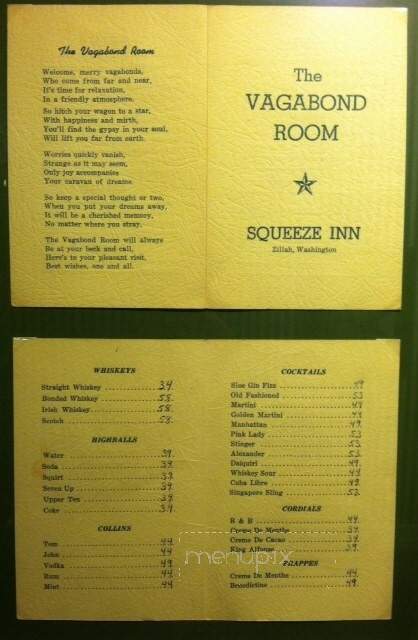 The Vagabond Room
Welcome, merry vagabonds,
Who come from far and near,
It's time for relaxation,
In a friendly atmosphere.
So hitch your wagon to a star,
With happiness and mirth,
You'll find the gypsy in your soul,
Will lift you far from earth.
Worries quickly vanish,
Strange as it may seem,
Only joy accompanies
Your caravan of dreams.
So keep a special thought or two,
When you put your dreams away,
It will be a cherished memory,
No matter where you stray.
The Vagabond Room will always
Be at your beck and call,
Here's to your pleasant visit,
Best wishes, one and all.
The
VAGABOND
ROOM
SQUEEZE INN
Zillah, Washington
WHISKEYS
Straight Whiskey 34
Bonded Whiskey 58
Irish Whiskey 58
Scotch 58
HIGHBALLS
Water 39
Soda 39
Squirt 39
Seven Up 39
Upper Ten 39
Coke 34
COLLINS
Tom 44
John 44
Vodka 49
Rum 44
Mint 44
COCKTAILS
Sloe Gin Fizz
Old Fashioned 53
Martini 49
Golden Martini 44
Manhattan 49
Pink Lady 53
Stinger 53
Alexander 53
Daiquiri 49
Whiskey Sour 44
Cuba Libre 49
Singapore Sling 53
CORDIALS
B & B 44
Creme De Menthe 34
Creme De Cacao 34
King Alfonse 39
FRAPPES
Creme De Menthe 44
Benedictine 49
menupix